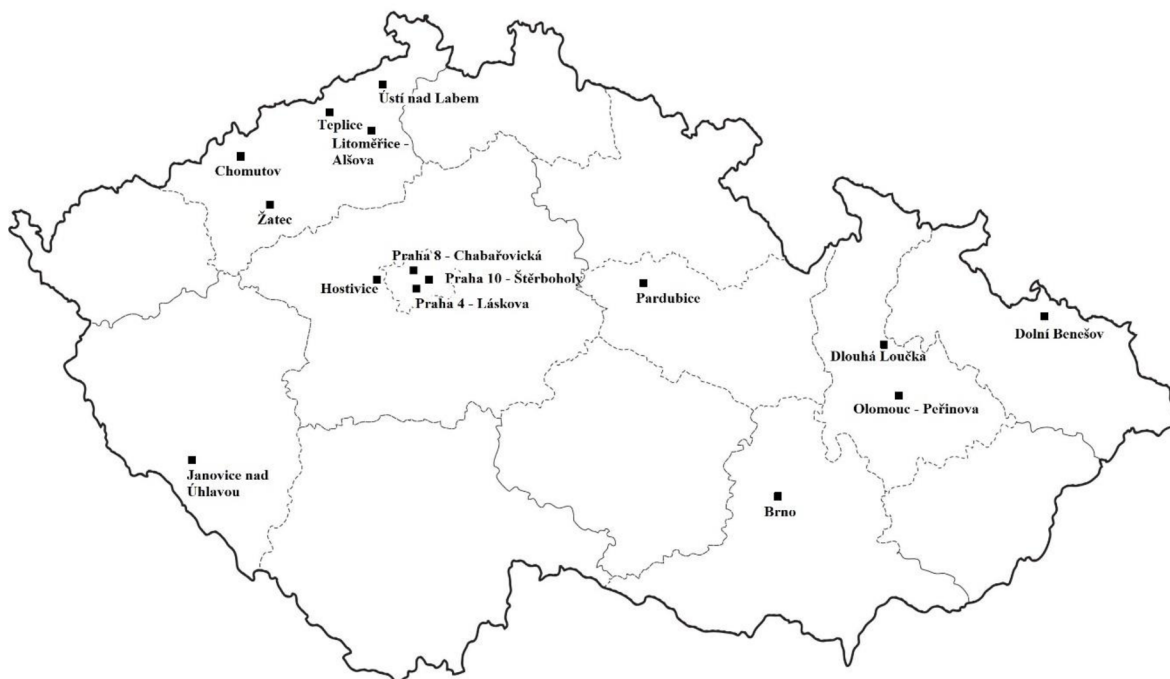 Ústí nad Labem
Teplice
Litoměřice -
Alšova
Chomutov
Žatec
Praha 8 - Chabařovická
Hostivice
Praha 10 - Štěrboholy
Praha 4 - Láskova
Pardubice
Dolní Benešov
Dlouhá Loučka
Olomouc - Peřinova
Janovice nad
Úhlavou
Brno